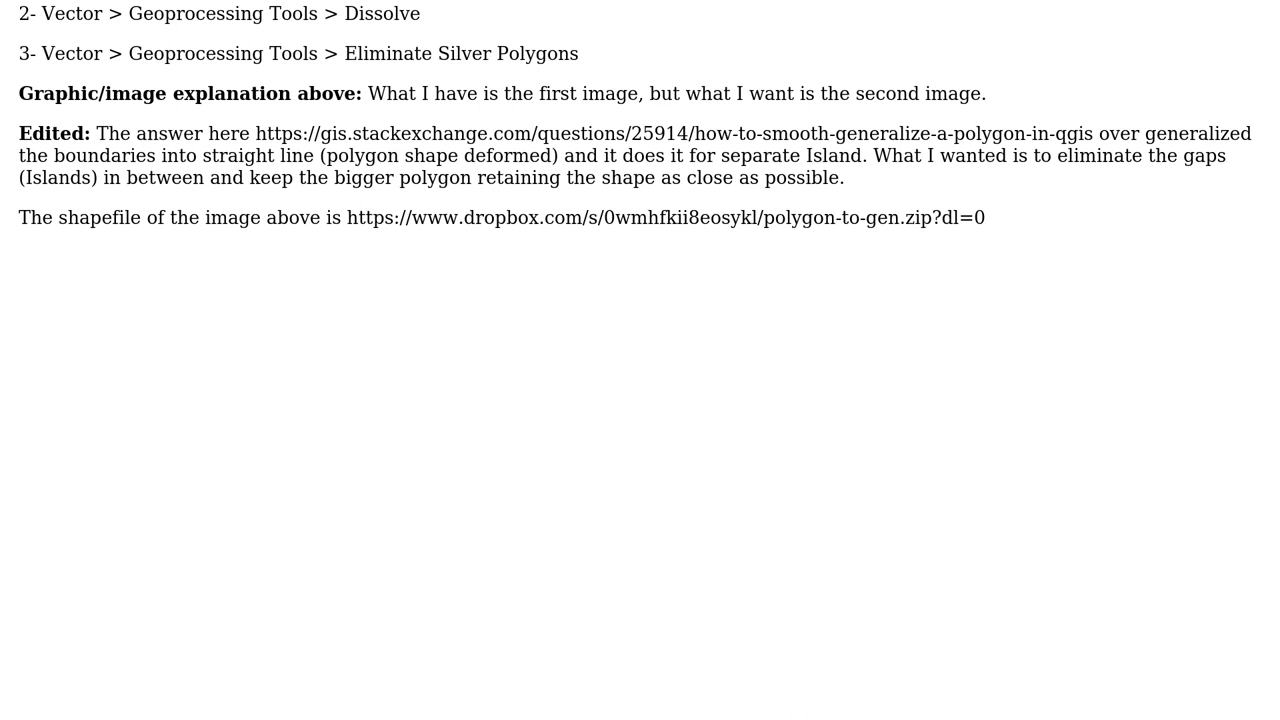 2- Vector > Geoprocessing Tools > Dissolve
3- Vector > Geoprocessing Tools > Eliminate Silver Polygons
Graphic/image explanation above: What I have is the first image, but what I want is the second image.
Edited: The answer here https://gis.stackexchange.com/questions/25914/how-to-smooth-generalize-a-polygon-in-qgis over generalized
the boundaries into straight line (polygon shape deformed) and it does it for separate Island. What I wanted is to eliminate the gaps
(Islands) in between and keep the bigger polygon retaining the shape as close as possible.
The shapefile of the image above is https://www.dropbox.com/s/0wmhfkii8eosykl/polygon-to-gen.zip?dl=0